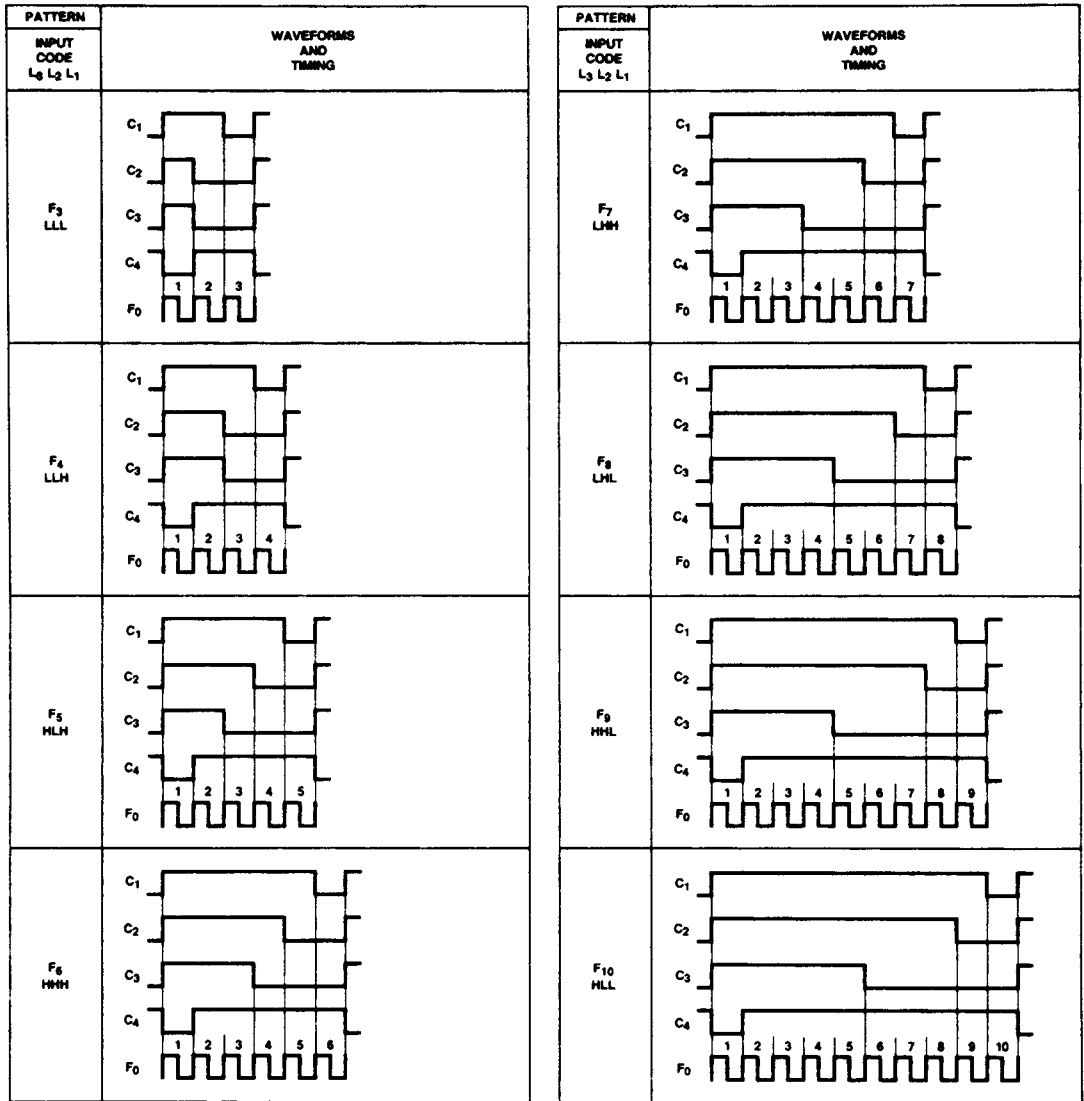 PATTERN
INPUT
CODE
L₈ L₂ L₁
WAVEFORMS
AND
TIMING
F₃
LLL
C₁
C₂
C₃
C₄
1 2 3
F₀
F₄
LLH
C₁
C₂
C₃
C₄
1 2 3 4
F₀
F₅
HLH
C₁
C₂
C₃
C₄
1 2 3 4 5
F₀
F₆
HHH
C₁
C₂
C₃
C₄
1 2 3 4 5 6
F₀
PATTERN
INPUT
CODE
L₃ L₂ L₁
WAVEFORMS
AND
TIMING
F₇
LHH
C₁
C₂
C₃
C₄
1 2 3 4 5 6 7
F₀
F₈
LHL
C₁
C₂
C₃
C₄
1 2 3 4 5 6 7 8
F₀
F₉
HHL
C₁
C₂
C₃
C₄
1 2 3 4 5 6 7 8 9
F₀
F₁₀
HLL
C₁
C₂
C₃
C₄
1 2 3 4 5 6 7 8 9 10
F₀